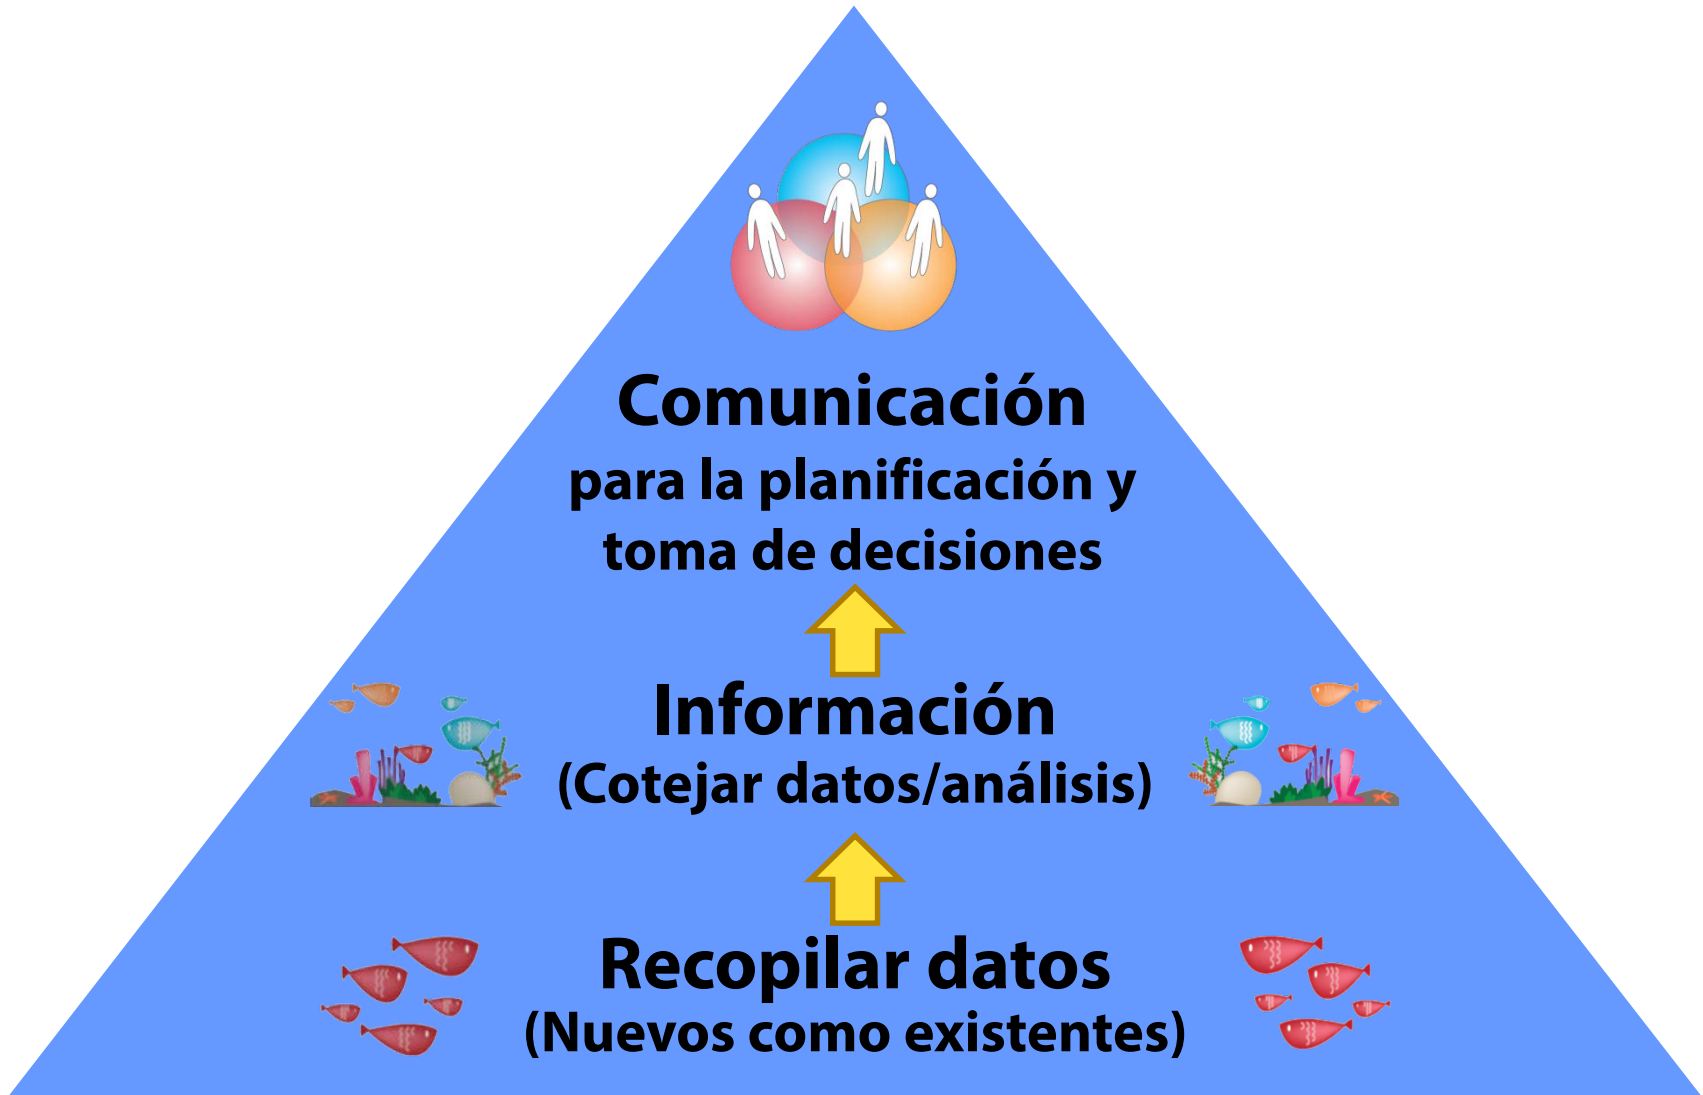 Comunicación
para la planificación y
toma de decisiones
Información
(Cotejar datos/análisis)
Recopilar datos
(Nuevos como existentes)